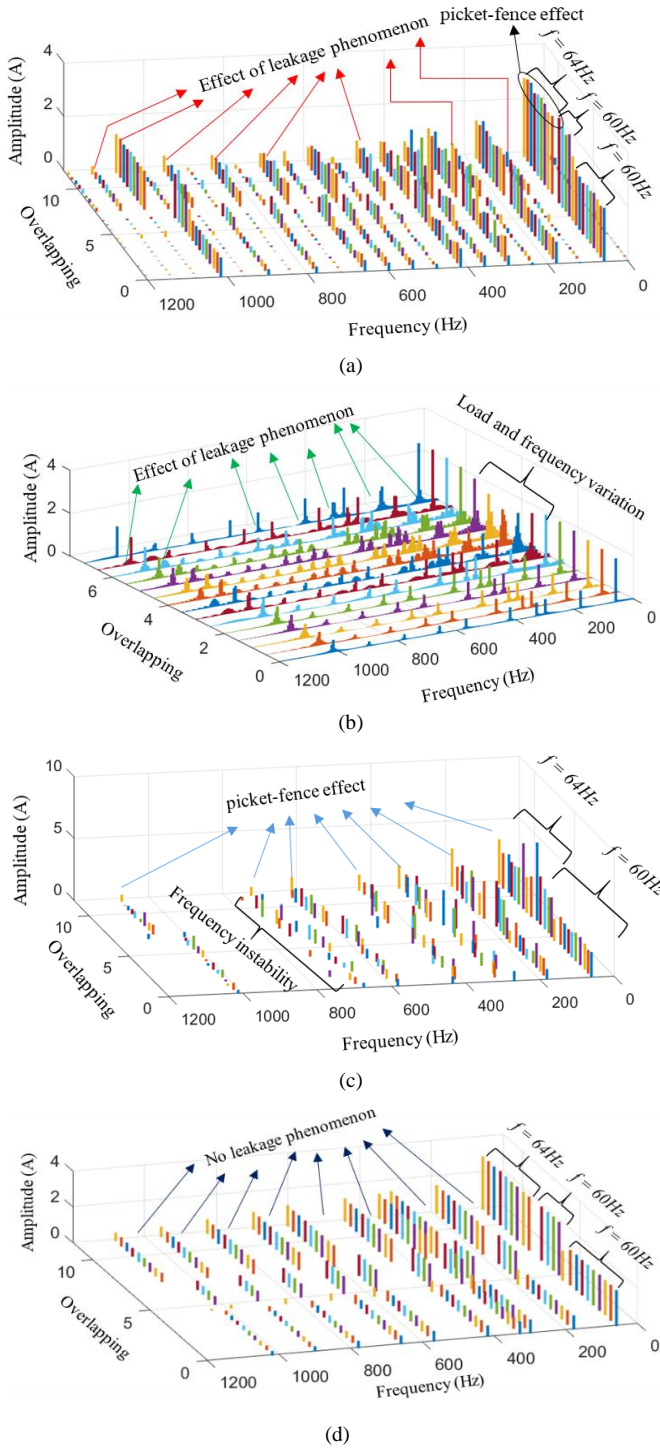 Effect of leakage phenomenon
picket-fence effect
f = 64Hz
f = 60Hz
f = 60Hz
Amplitude (A)
4
2
0
Overlapping
10
5
0
1200
1000
800
600
400
200
0
Frequency (Hz)
(a)
Effect of leakage phenomenon
Load and frequency variation
Amplitude (A)
4
2
0
Overlapping
6
4
2
0
1200
1000
800
600
400
200
0
Frequency (Hz)
(b)
picket-fence effect
f = 64Hz
f = 60Hz
Frequency instability
Amplitude (A)
10
5
0
Overlapping
10
5
0
1200
1000
800
600
400
200
0
Frequency (Hz)
(c)
No leakage phenomenon
f = 64Hz
f = 60Hz
f = 60Hz
Amplitude (A)
4
2
0
Overlapping
10
5
0
1200
1000
800
600
400
200
0
Frequency (Hz)
(d)